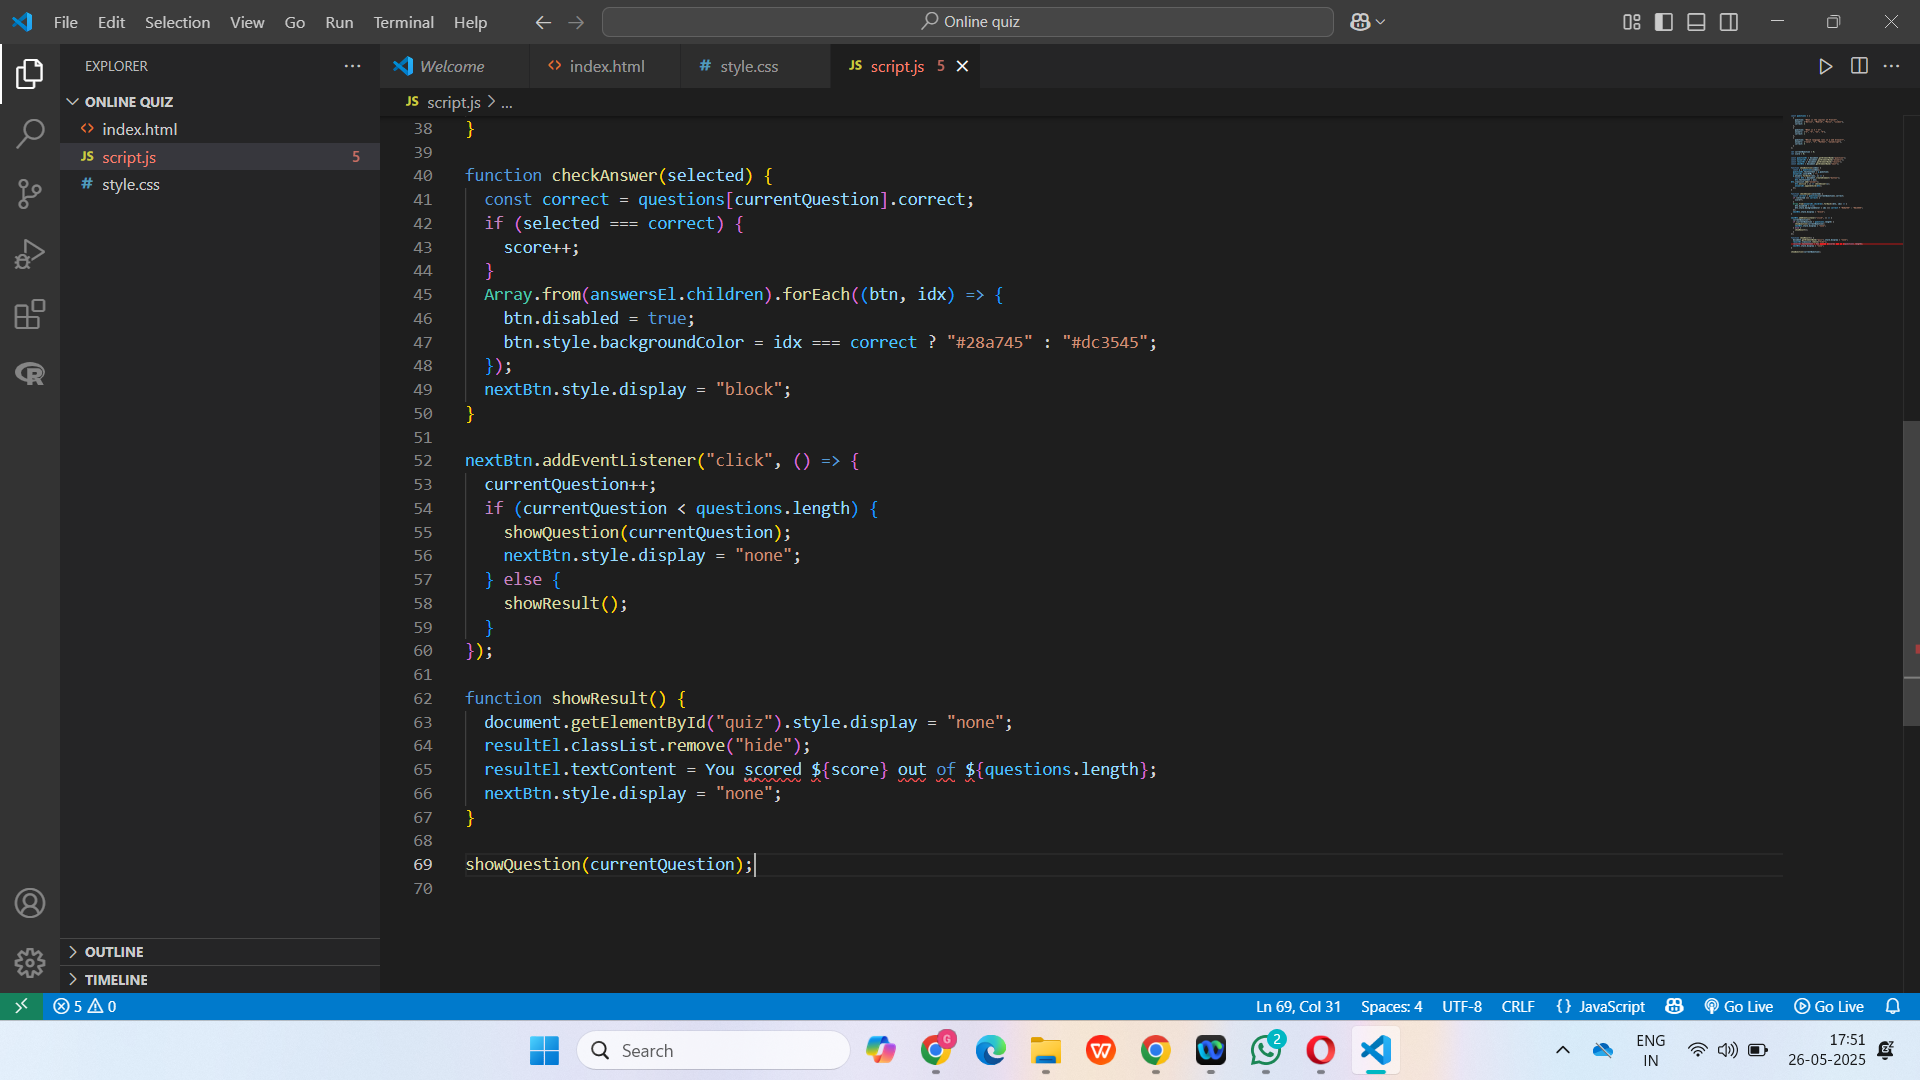 File Edit Selection View Go Run Terminal Help
Online quiz
EXPLORER
ONLINE QUIZ
index.html
JS script.js 5
# style.css
OUTLINE
TIMELINE
Welcome
<> index.html
# style.css
JS script.js 5
JS script.js > ...
38 }
39
40 function checkAnswer(selected) {
41 const correct = questions[currentQuestion].correct;
42 if (selected === correct) {
43 score++;
44 }
45 Array.from(answersEl.children).forEach((btn, idx) => {
46 btn.disabled = true;
47 btn.style.backgroundColor = idx === correct ? "#28a745" : "#dc3545";
48 });
49 nextBtn.style.display = "block";
50 }
51
52 nextBtn.addEventListener("click", () => {
53 currentQuestion++;
54 if (currentQuestion < questions.length) {
55 showQuestion(currentQuestion);
56 nextBtn.style.display = "none";
57 } else {
58 showResult();
59 }
60 });
61
62 function showResult() {
63 document.getElementById("quiz").style.display = "none";
64 resultEl.classList.remove("hide");
65 resultEl.textContent = You scored ${score} out of ${questions.length};
66 nextBtn.style.display = "none";
67 }
68
69 showQuestion(currentQuestion);
70
5 0
Ln 69, Col 31 Spaces: 4 UTF-8 CRLF {} JavaScript Go Live Go Live
Search
G
2
ENG
IN
17:51
26-05-2025